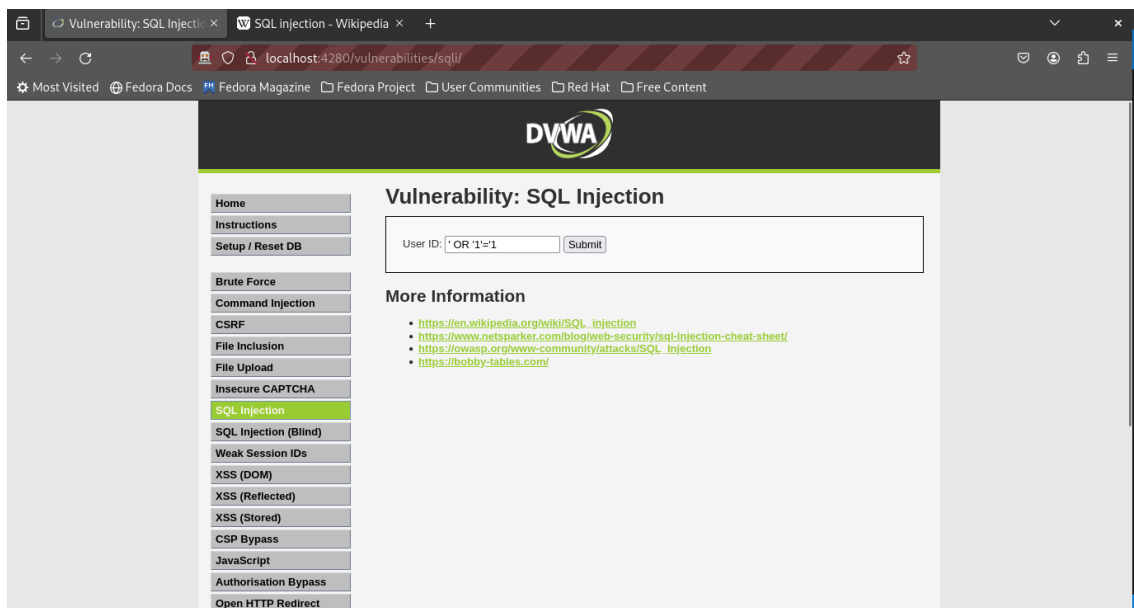 Vulnerability: SQL Injectio
SQL injection - Wikipedia
localhost:4280/vulnerabilities/sqli/
Most Visited Fedora Docs Fedora Magazine Fedora Project User Communities Red Hat Free Content
DVWA
Home
Instructions
Setup / Reset DB
Brute Force
Command Injection
CSRF
File Inclusion
File Upload
Insecure CAPTCHA
SQL Injection
SQL Injection (Blind)
Weak Session IDs
XSS (DOM)
XSS (Reflected)
XSS (Stored)
CSP Bypass
JavaScript
Authorisation Bypass
Open HTTP Redirect
Vulnerability: SQL Injection
User ID: ' OR '1'='1 Submit
More Information
https://en.wikipedia.org/wiki/SQL_injection
https://www.netsparker.com/blog/web-security/sql-injection-cheat-sheet/
https://owasp.org/www-community/attacks/SQL_Injection
https://bobby-tables.com/